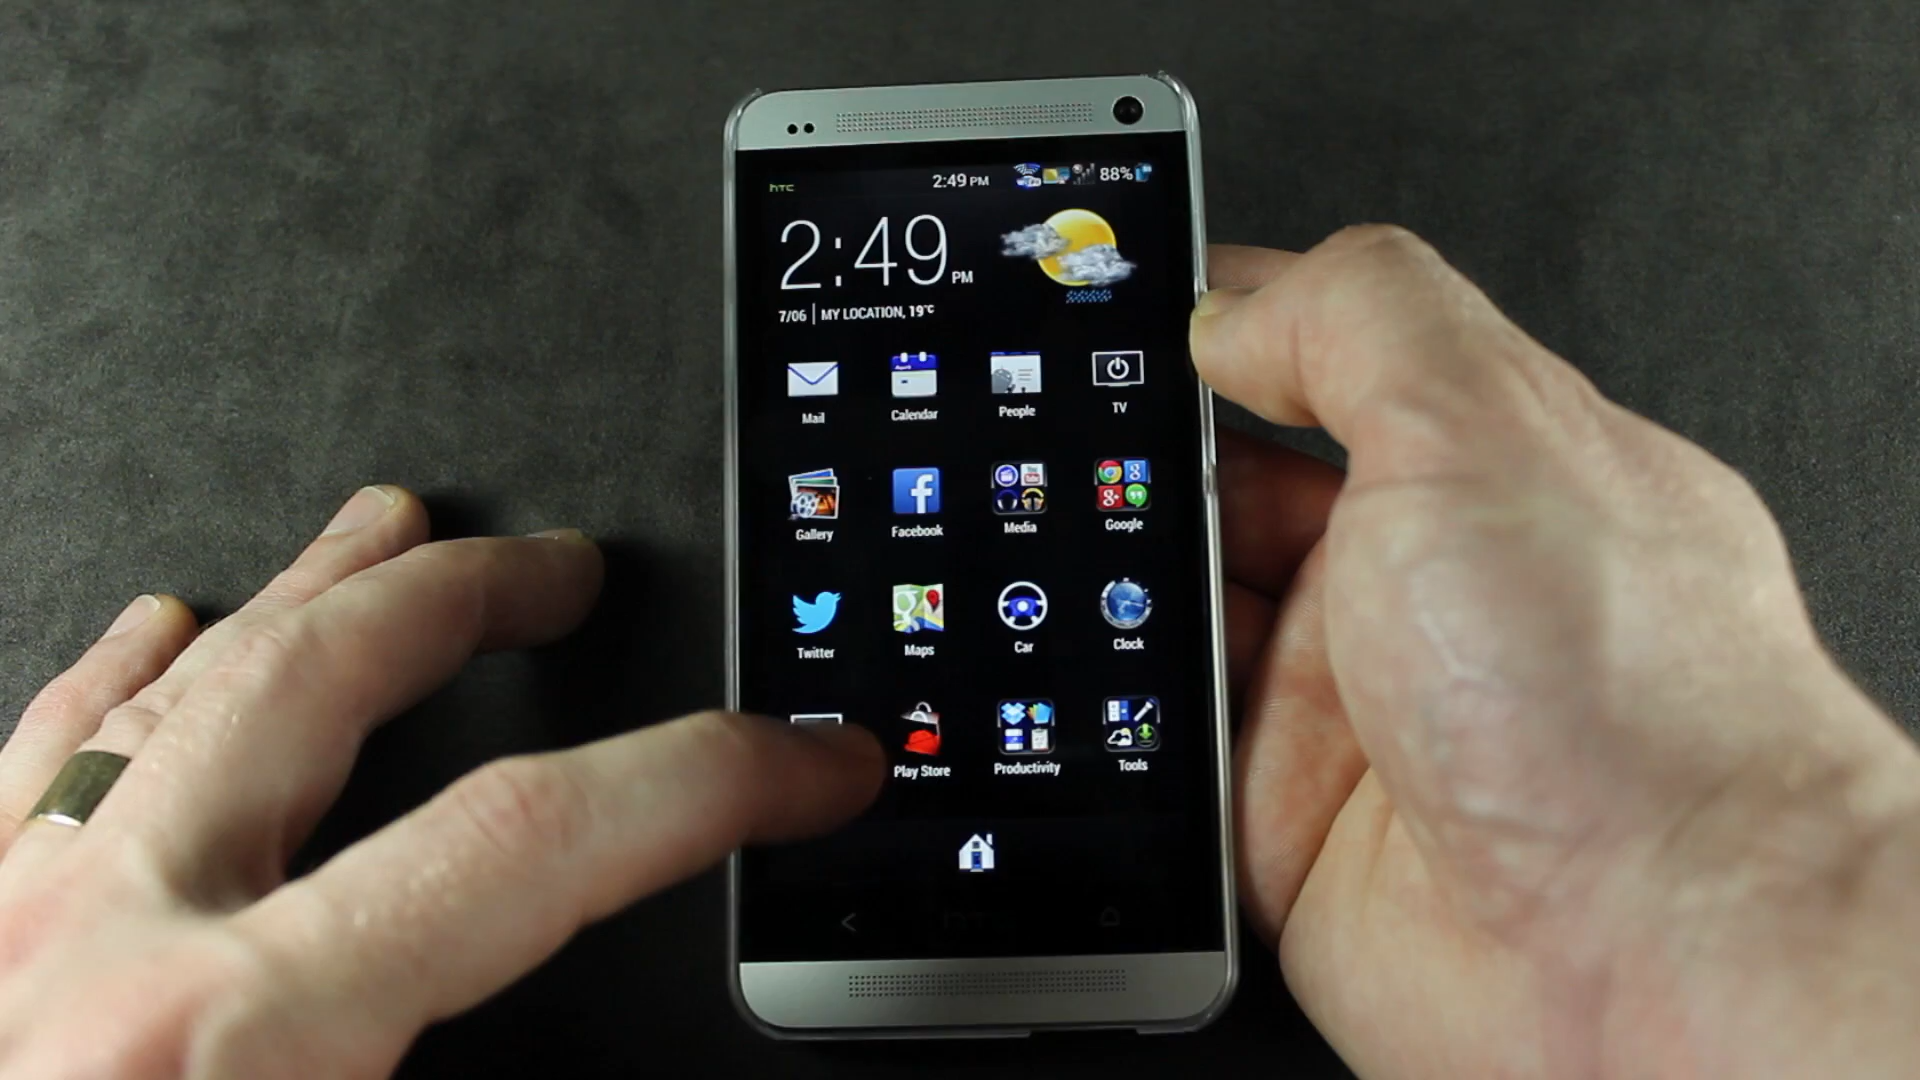 hTC 2:49 PM 88%
2:49 PM
7/06 | MY LOCATION, 19°C
Mail Calendar People TV
Gallery Facebook Media Google
Twitter Maps Car Clock
Play Store Productivity Tools
hTC